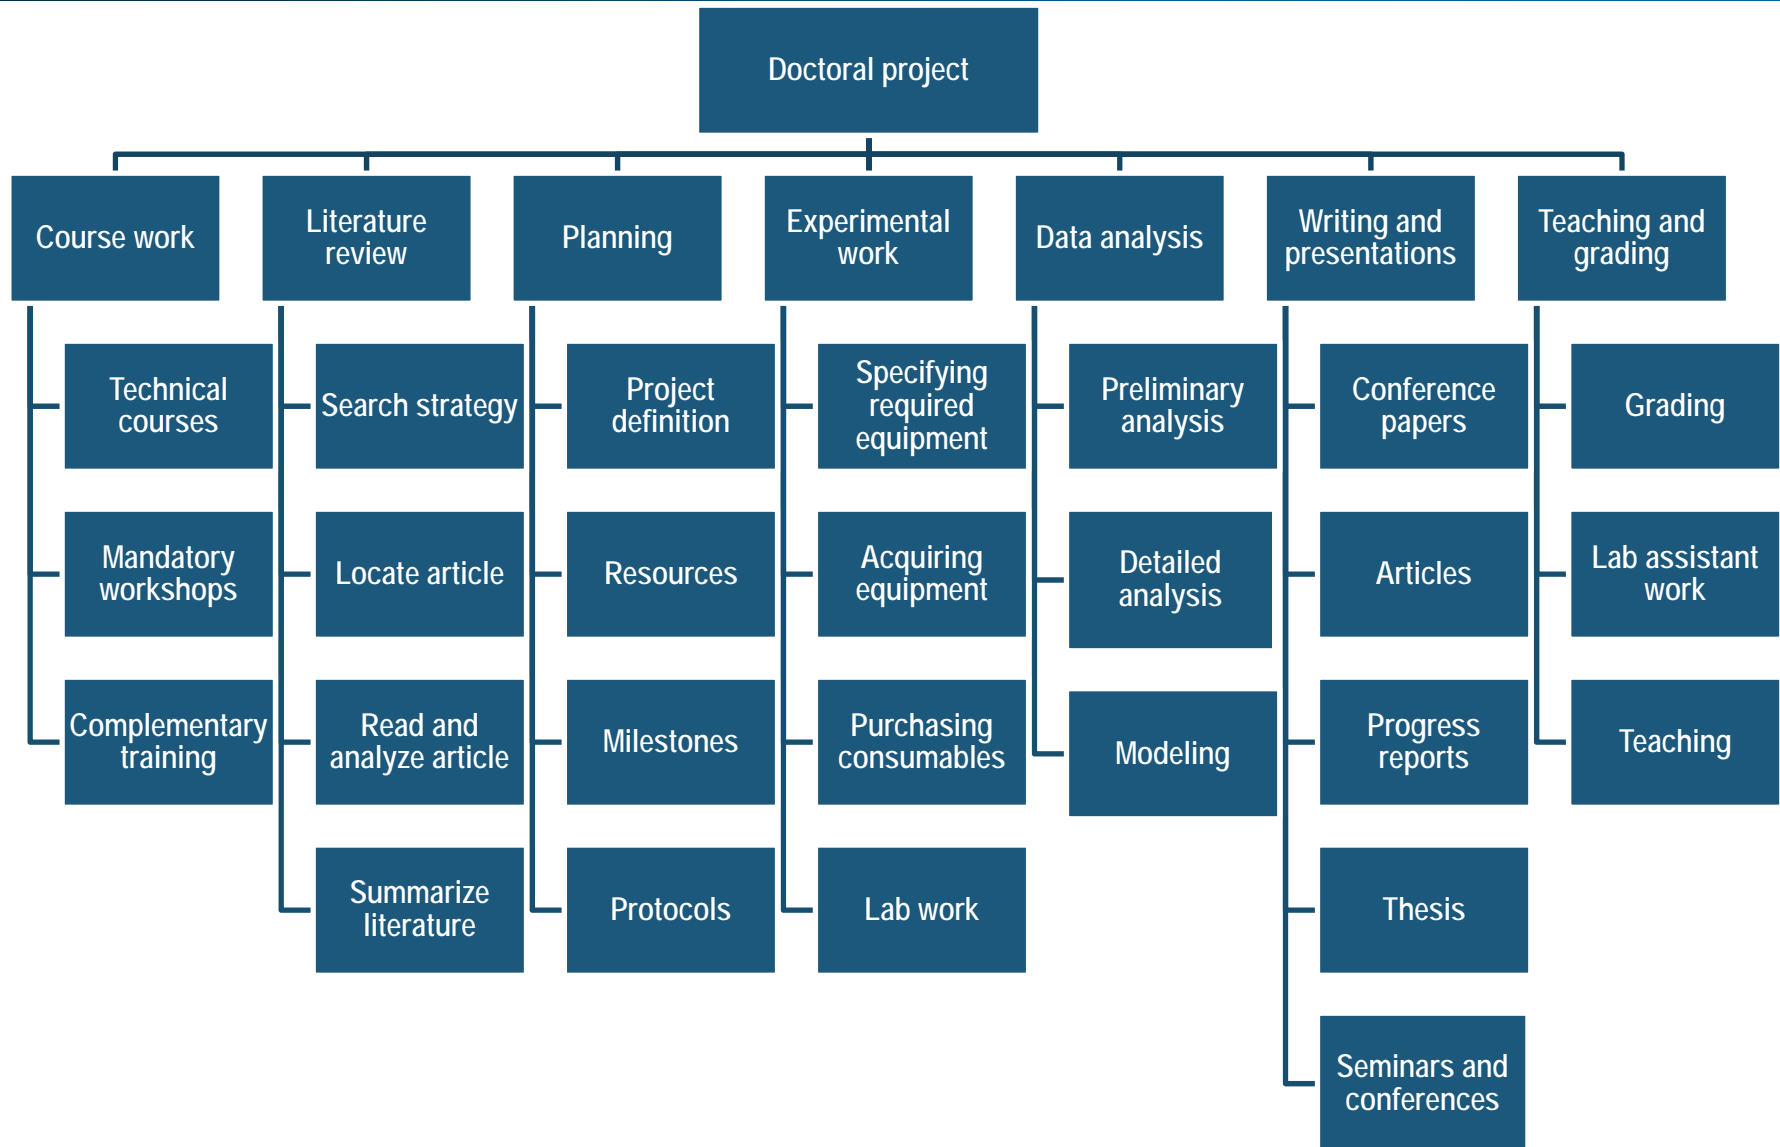 Doctoral project
Course work
Literature
review
Planning
Experimental
work
Data analysis
Writing and
presentations
Teaching and
grading
Technical
courses
Mandatory
workshops
Complementary
training
Search strategy
Locate article
Read and
analyze article
Summarize
literature
Project
definition
Resources
Milestones
Protocols
Specifying
required
equipment
Acquiring
equipment
Purchasing
consumables
Lab work
Preliminary
analysis
Detailed
analysis
Modeling
Conference
papers
Articles
Progress
reports
Thesis
Seminars and
conferences
Grading
Lab assistant
work
Teaching